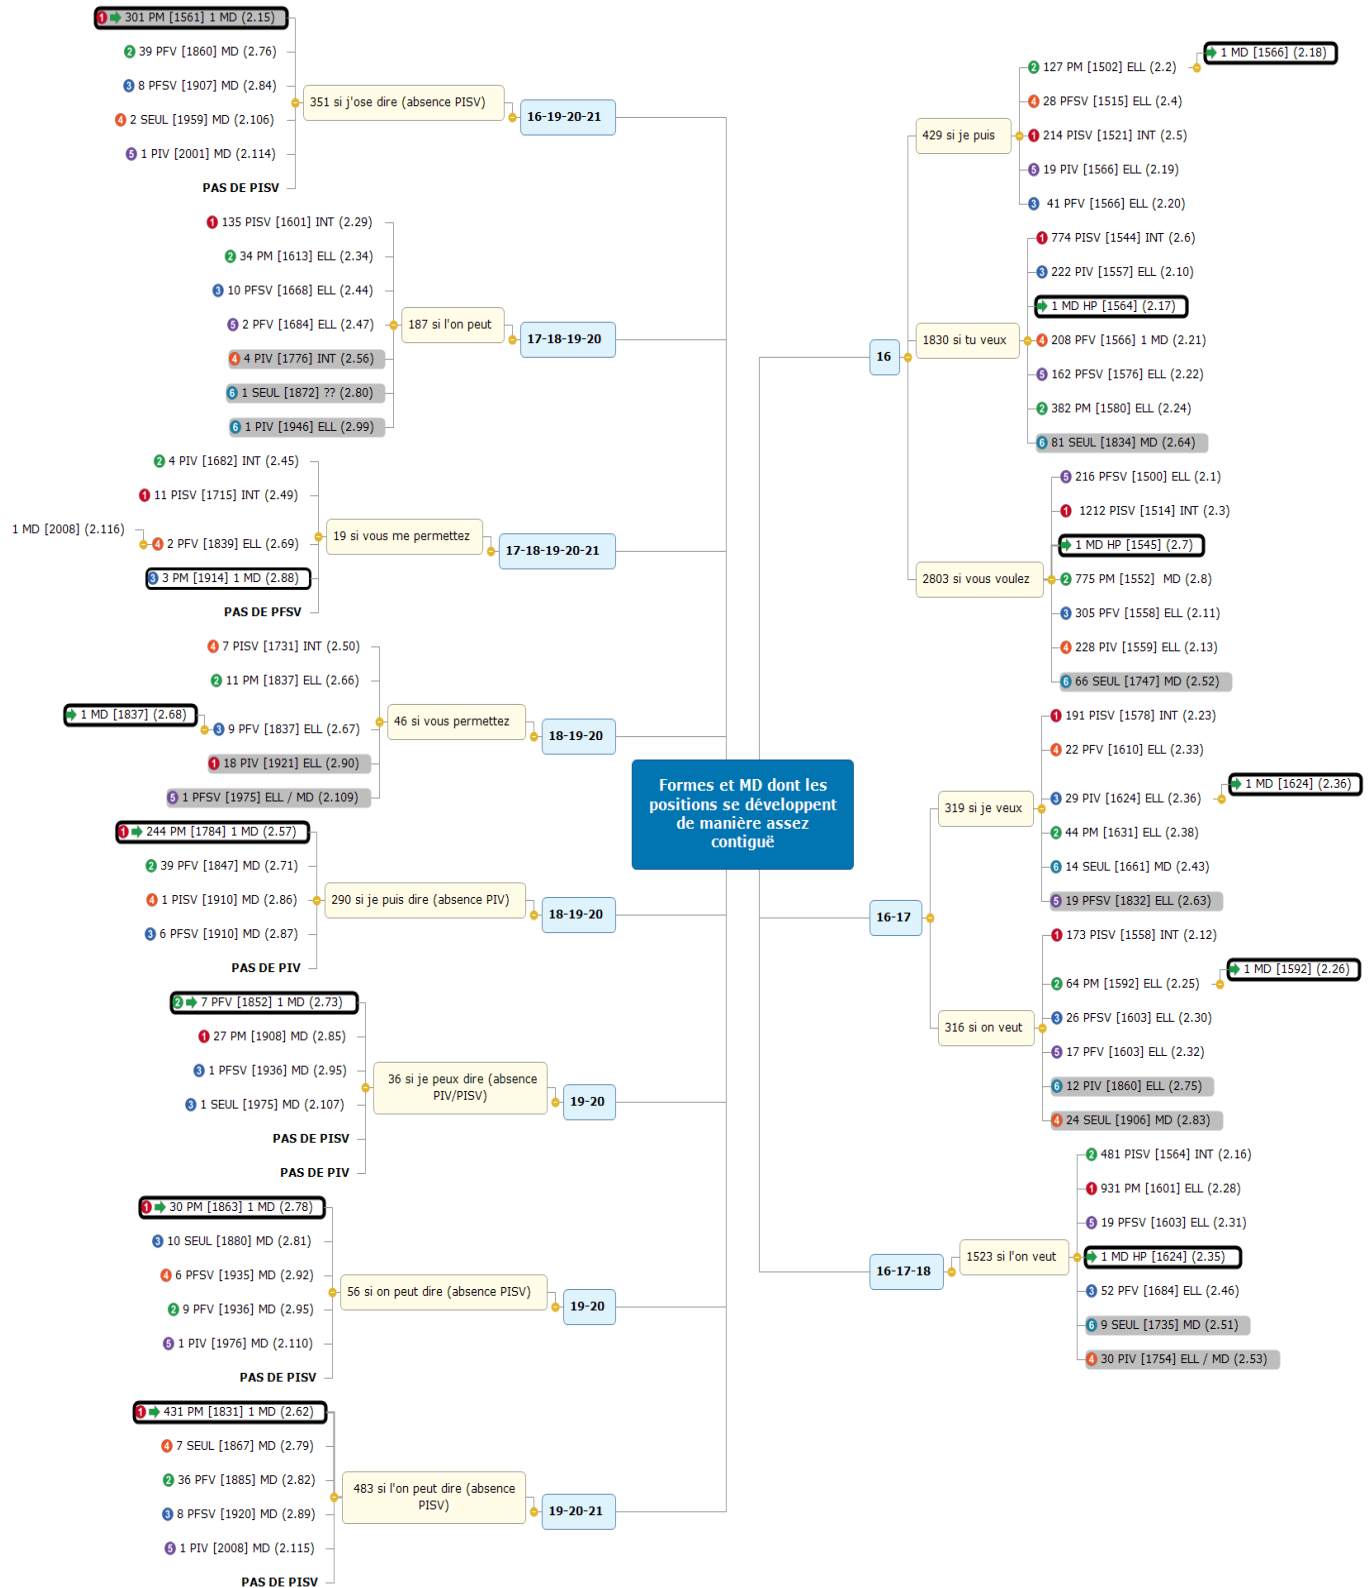 Formes et MD dont les
positions se développent
de manière assez
contiguë
16-19-20-21
351 si j'ose dire (absence PISV)
1 301 PM [1561] 1 MD (2.15)
2 39 PFV [1860] MD (2.76)
3 8 PFSV [1907] MD (2.84)
4 2 SEUL [1959] MD (2.106)
5 1 PIV [2001] MD (2.114)
PAS DE PISV
17-18-19-20
187 si l'on peut
1 135 PISV [1601] INT (2.29)
2 34 PM [1613] ELL (2.34)
3 10 PFSV [1668] ELL (2.44)
5 2 PFV [1684] ELL (2.47)
4 4 PIV [1776] INT (2.56)
6 1 SEUL [1872] ?? (2.80)
6 1 PIV [1946] ELL (2.99)
17-18-19-20-21
19 si vous me permettez
2 4 PIV [1682] INT (2.45)
1 11 PISV [1715] INT (2.49)
4 2 PFV [1839] ELL (2.69)
1 MD [2008] (2.116)
3 3 PM [1914] 1 MD (2.88)
PAS DE PFSV
18-19-20
46 si vous permettez
4 7 PISV [1731] INT (2.50)
2 11 PM [1837] ELL (2.66)
3 9 PFV [1837] ELL (2.67)
1 MD [1837] (2.68)
1 18 PIV [1921] ELL (2.90)
5 1 PFSV [1975] ELL / MD (2.109)
18-19-20
290 si je puis dire (absence PIV)
1 244 PM [1784] 1 MD (2.57)
2 39 PFV [1847] MD (2.71)
4 1 PISV [1910] MD (2.86)
3 6 PFSV [1910] MD (2.87)
PAS DE PIV
19-20
36 si je peux dire (absence
PIV/PISV)
2 7 PFV [1852] 1 MD (2.73)
1 27 PM [1908] MD (2.85)
3 1 PFSV [1936] MD (2.95)
3 1 SEUL [1975] MD (2.107)
PAS DE PISV
PAS DE PIV
19-20
56 si on peut dire (absence PISV)
1 30 PM [1863] 1 MD (2.78)
3 10 SEUL [1880] MD (2.81)
4 6 PFSV [1935] MD (2.92)
2 9 PFV [1936] MD (2.95)
5 1 PIV [1976] MD (2.110)
PAS DE PISV
19-20-21
483 si l'on peut dire (absence
PISV)
1 431 PM [1831] 1 MD (2.62)
4 7 SEUL [1867] MD (2.79)
2 36 PFV [1885] MD (2.82)
3 8 PFSV [1920] MD (2.89)
5 1 PIV [2008] MD (2.115)
PAS DE PISV
16
429 si je puis
2 127 PM [1502] ELL (2.2)
1 MD [1566] (2.18)
4 28 PFSV [1515] ELL (2.4)
1 214 PISV [1521] INT (2.5)
5 19 PIV [1566] ELL (2.19)
3 41 PFV [1566] ELL (2.20)
1830 si tu veux
1 774 PISV [1544] INT (2.6)
3 222 PIV [1557] ELL (2.10)
1 MD HP [1564] (2.17)
4 208 PFV [1566] 1 MD (2.21)
5 162 PFSV [1576] ELL (2.22)
2 382 PM [1580] ELL (2.24)
6 81 SEUL [1834] MD (2.64)
2803 si vous voulez
5 216 PFSV [1500] ELL (2.1)
1 1212 PISV [1514] INT (2.3)
1 MD HP [1545] (2.7)
2 775 PM [1552] MD (2.8)
3 305 PFV [1558] ELL (2.11)
4 228 PIV [1559] ELL (2.13)
6 66 SEUL [1747] MD (2.52)
16-17
319 si je veux
1 191 PISV [1578] INT (2.23)
4 22 PFV [1610] ELL (2.33)
3 29 PIV [1624] ELL (2.36)
1 MD [1624] (2.36)
2 44 PM [1631] ELL (2.38)
6 14 SEUL [1661] MD (2.43)
5 19 PFSV [1832] ELL (2.63)
316 si on veut
1 173 PISV [1558] INT (2.12)
2 64 PM [1592] ELL (2.25)
1 MD [1592] (2.26)
3 26 PFSV [1603] ELL (2.30)
5 17 PFV [1603] ELL (2.32)
6 12 PIV [1860] ELL (2.75)
4 24 SEUL [1906] MD (2.83)
16-17-18
1523 si l'on veut
2 481 PISV [1564] INT (2.16)
1 931 PM [1601] ELL (2.28)
5 19 PFSV [1603] ELL (2.31)
1 MD HP [1624] (2.35)
3 52 PFV [1684] ELL (2.46)
6 9 SEUL [1735] MD (2.51)
4 30 PIV [1754] ELL / MD (2.53)